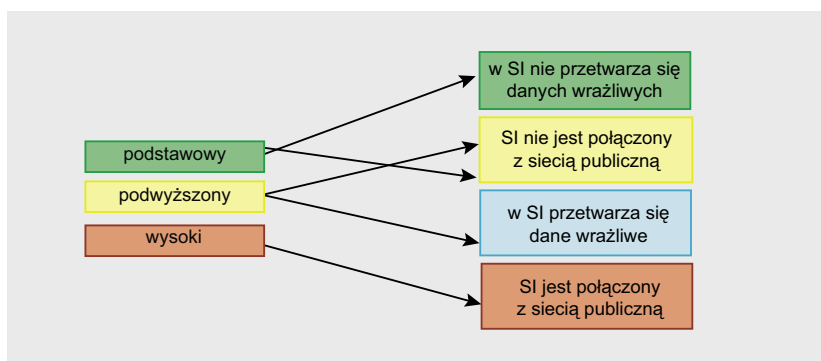 podstawowy
podwyższony
wysoki
w SI nie przetwarza się
danych wrażliwych
SI nie jest połączony
z siecią publiczną
w SI przetwarza się
dane wrażliwe
SI jest połączony
z siecią publiczną